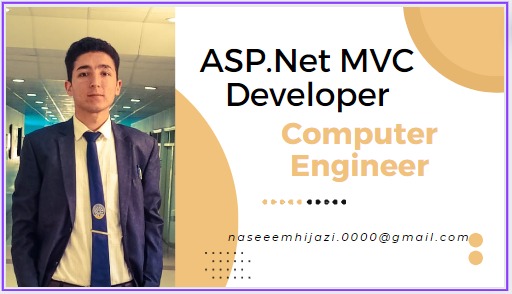 ASP.Net MVC
Developer
Computer
Engineer
naseeemhijazi.0000@gmail.com